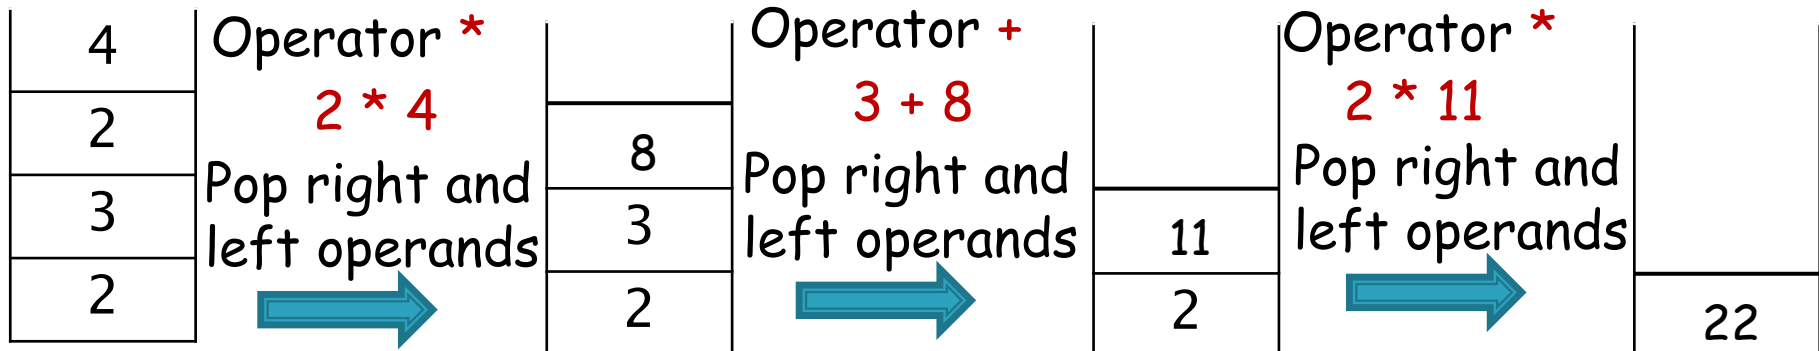 4
2
3
2
Operator *
2 * 4
Pop right and
left operands
8
3
2
Operator +
3 + 8
Pop right and
left operands
11
2
Operator *
2 * 11
Pop right and
left operands
22